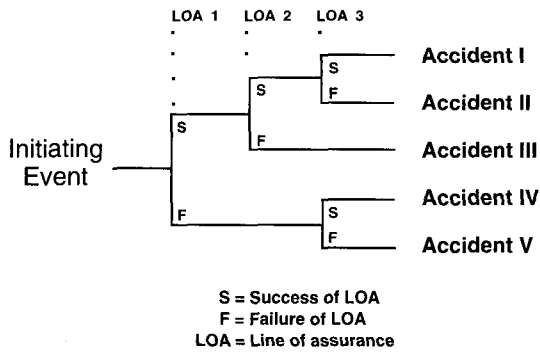 LOA 1 LOA 2 LOA 3
S
F
Accident I
Accident II
S
F
Accident III
S
F
Initiating
Event
S
F
Accident IV
Accident V
S = Success of LOA
F = Failure of LOA
LOA = Line of assurance